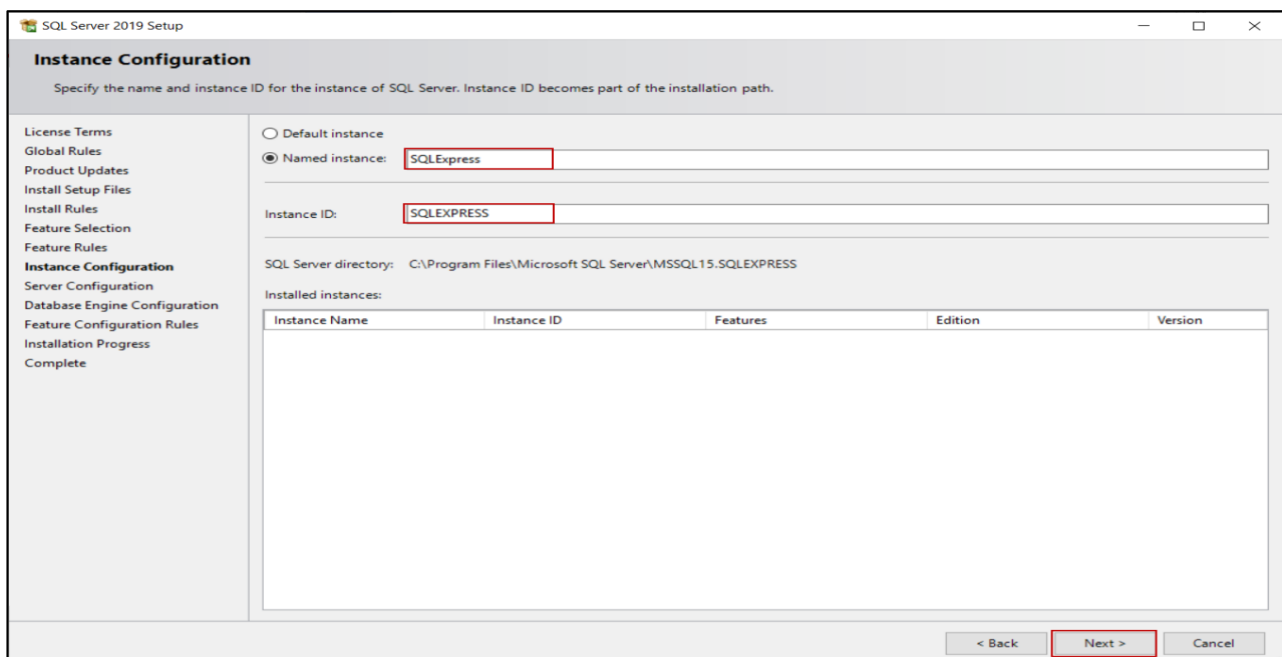 SQL Server 2019 Setup
Instance Configuration
Specify the name and instance ID for the instance of SQL Server. Instance ID becomes part of the installation path.
License Terms
Global Rules
Product Updates
Install Setup Files
Install Rules
Feature Selection
Feature Rules
Instance Configuration
Server Configuration
Database Engine Configuration
Feature Configuration Rules
Installation Progress
Complete
Default instance
Named instance: SQLExpress
Instance ID: SQLEXPRESS
SQL Server directory: C:\Program Files\Microsoft SQL Server\MSSQL15.SQLEXPRESS
Installed instances:
Instance Name Instance ID Features Edition Version
< Back Next > Cancel